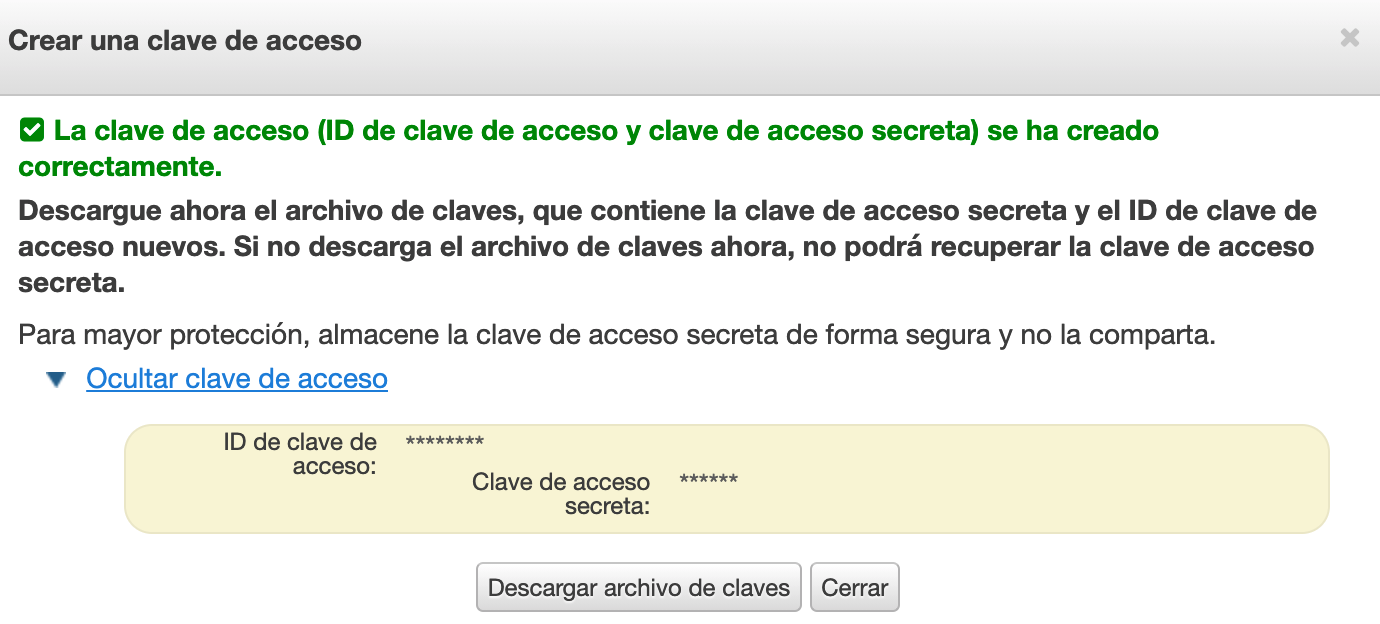 Crear una clave de acceso
La clave de acceso (ID de clave de acceso y clave de acceso secreta) se ha creado
correctamente.
Descargue ahora el archivo de claves, que contiene la clave de acceso secreta y el ID de clave de
acceso nuevos. Si no descarga el archivo de claves ahora, no podrá recuperar la clave de acceso
secreta.
Para mayor protección, almacene la clave de acceso secreta de forma segura y no la comparta.
Ocultar clave de acceso
ID de clave de ********
acceso:
Clave de acceso ******
secreta:
Descargar archivo de claves Cerrar